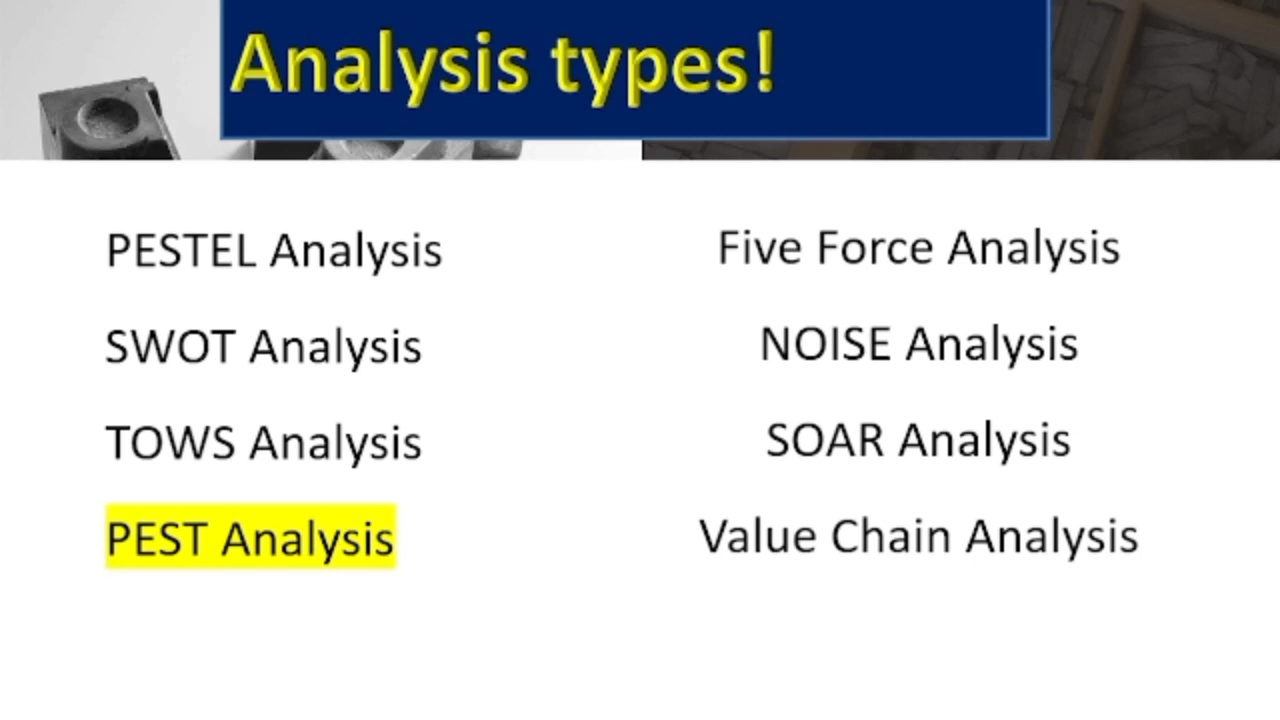 Analysis types!
PESTEL Analysis
SWOT Analysis
TOWS Analysis
PEST Analysis
Five Force Analysis
NOISE Analysis
SOAR Analysis
Value Chain Analysis